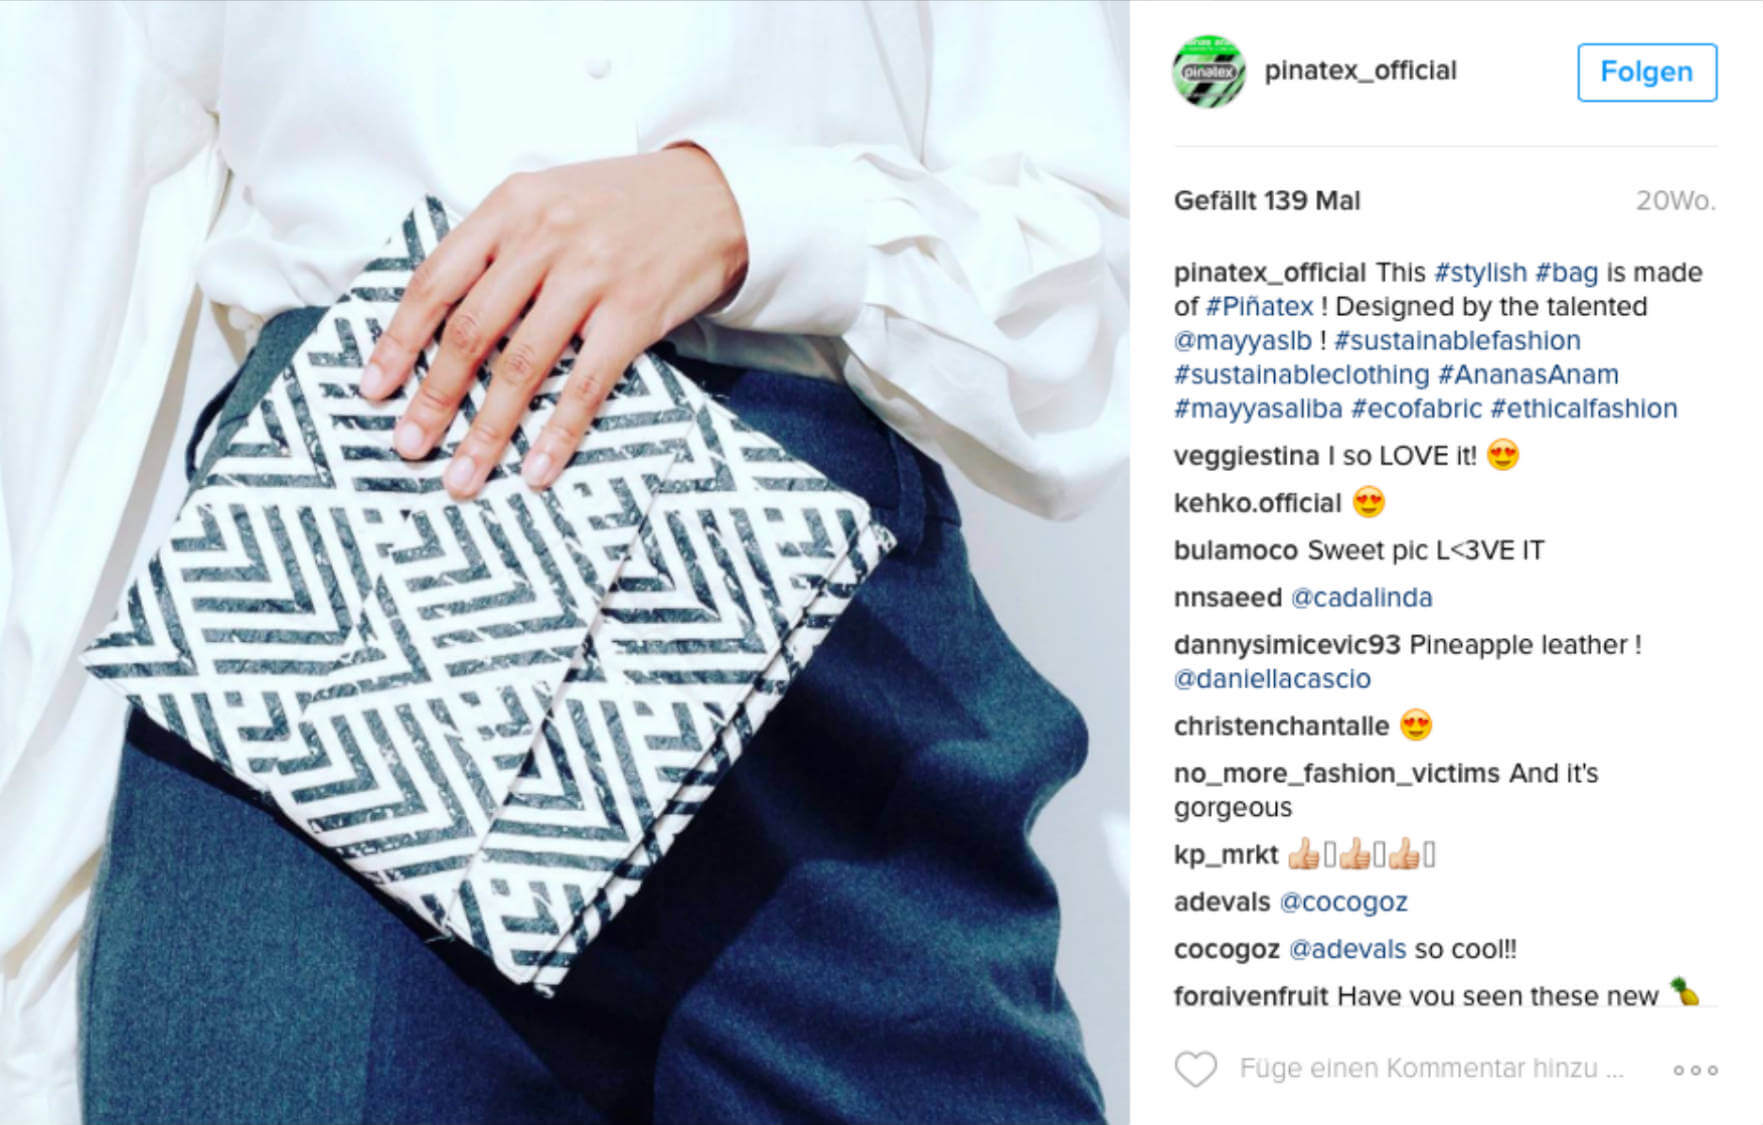 pinatex
pinatex_official
Folgen
Gefällt 139 Mal
20Wo.
pinatex_official This #stylish #bag is made
of #Piñatex ! Designed by the talented
@mayyaslb ! #sustainablefashion
#sustainableclothing #AnanasAnam
#mayyasaliba #ecofabric #ethicalfashion
veggiestina I so LOVE it! 😍
kehko.official 😍
bulamoco Sweet pic L<3VE IT
nnsaeed @cadalinda
dannysimicevic93 Pineapple leather !
@daniellacascio
christenchantalle 😍
no_more_fashion_victims And it's
gorgeous
kp_mrkt 👍🏼▯👍🏼▯👍🏼▯
adevals @cocogoz
cocogoz @adevals so cool!!
forgivenfruit Have you seen these new 🍍
Füge einen Kommentar hinzu ...